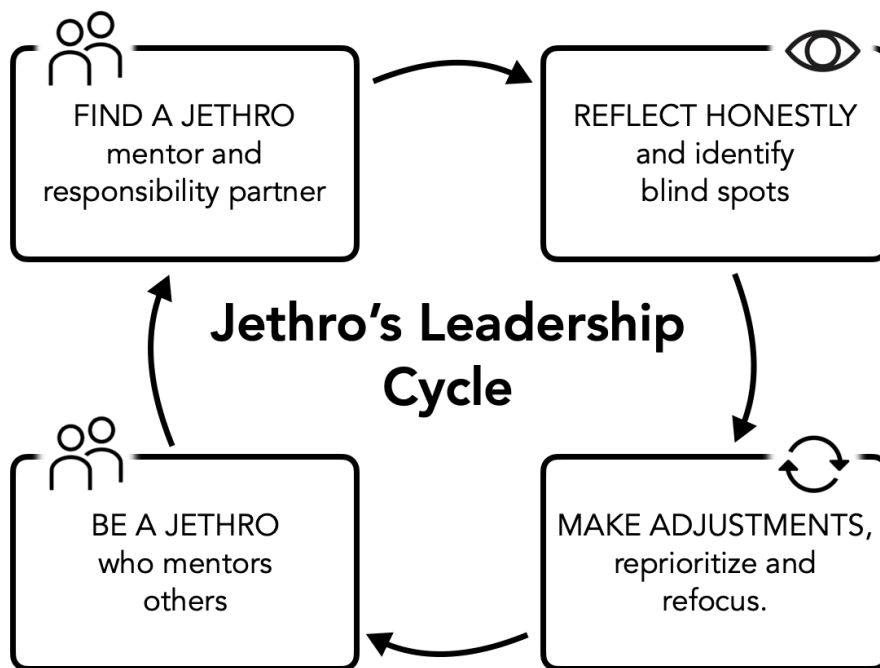 FIND A JETHRO
mentor and
responsibility partner
REFLECT HONESTLY
and identify
blind spots
Jethro’s Leadership
Cycle
BE A JETHRO
who mentors
others
MAKE ADJUSTMENTS,
reprioritize and
refocus.